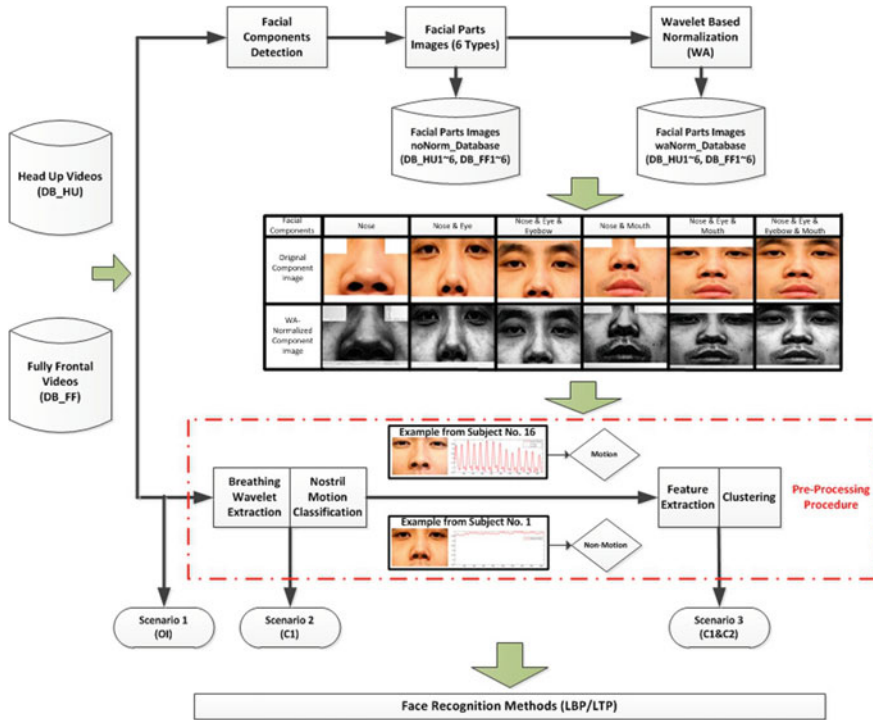 Facial
Components
Detection
Facial Parts
Images (6 Types)
Wavelet Based
Normalization
(WA)
Head Up Videos
(DB_HU)
Facial Parts Images
noNorm_Database
(DB_HU1~6, DB_FF1~6)
Facial Parts Images
waNorm_Database
(DB_HU1~6, DB_FF1~6)
Facial
Components
Nose
Nose & Eye
Nose & Eye &
Eyebow
Nose & Mouth
Nose & Eye &
Mouth
Nose & Eye &
Eyebow & Mouth
Original
Component
Image
WA-
Normalized
Component
Image
Fully Frontal
Videos
(DB_FF)
Example from Subject No. 16
Motion
Breathing
Wavelet
Extraction
Nostril
Motion
Classification
Feature
Extraction
Clustering
Pre-Processing
Procedure
Example from Subject No. 1
Non-Motion
Scenario 1
(OI)
Scenario 2
(C1)
Scenario 3
(C1&C2)
Face Recognition Methods (LBP/LTP)